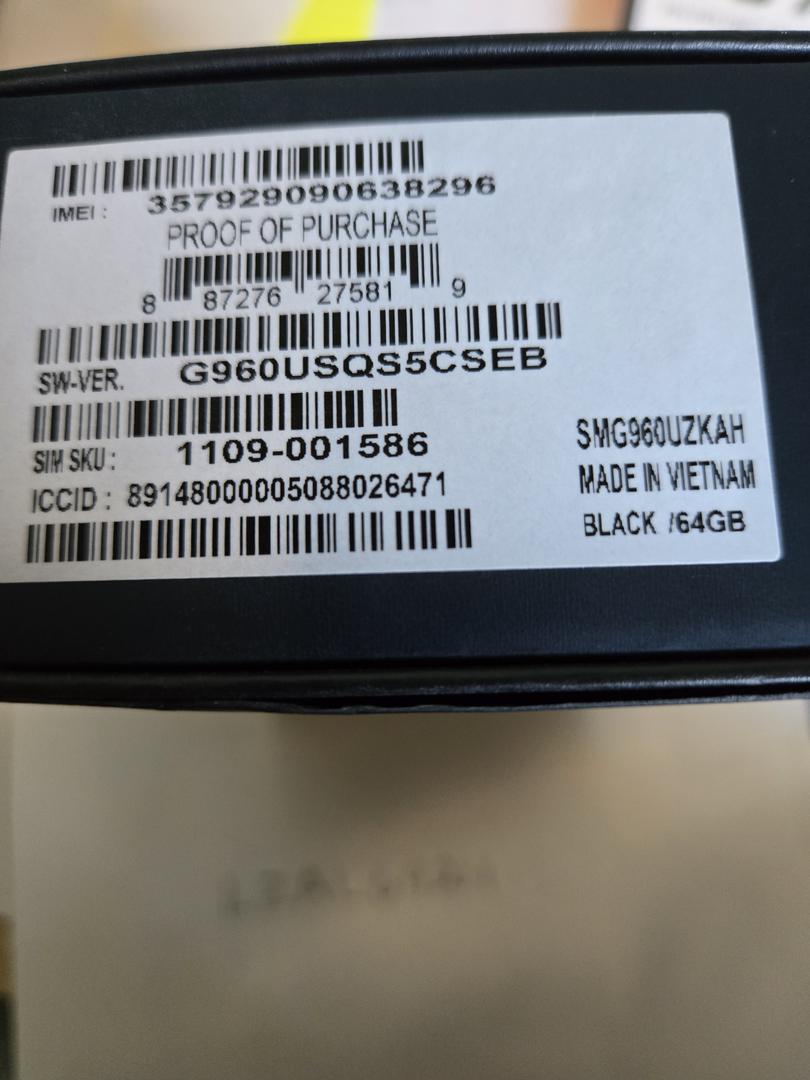 IMEI : 357929090638296
PROOF OF PURCHASE
8 87276 27581 9
SW-VER. G960USQS5CSEB
SIM SKU : 1109-001586
ICCID : 89148000005088026471
SMG960UZKAH
MADE IN VIETNAM
BLACK /64GB